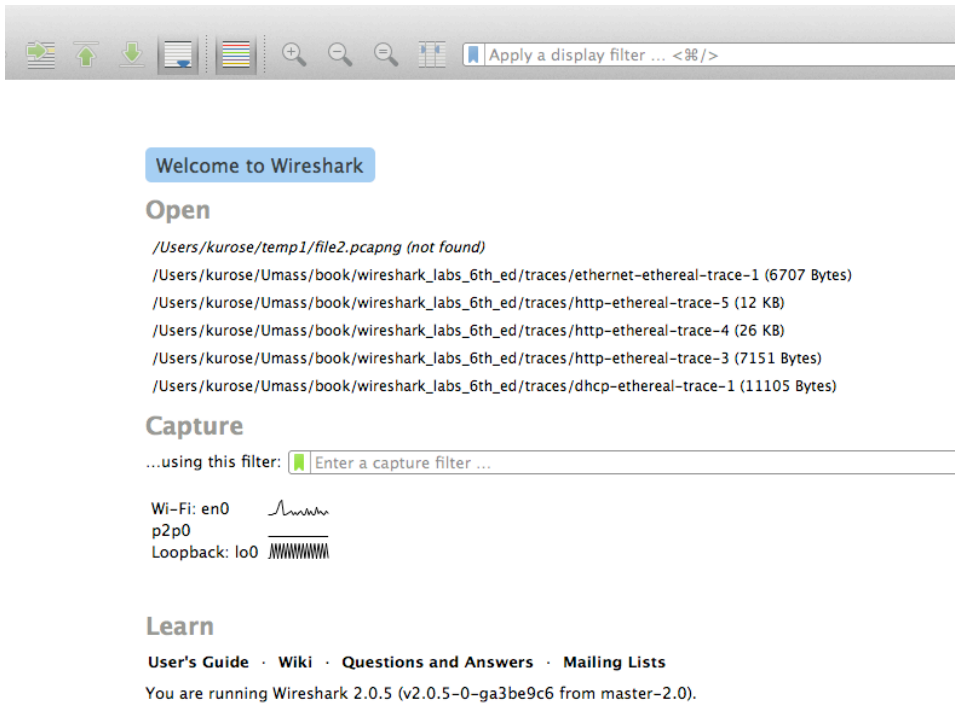 Apply a display filter ... <⌘/>
Welcome to Wireshark
Open
/Users/kurose/temp1/file2.pcapng (not found)
/Users/kurose/Umass/book/wireshark_labs_6th_ed/traces/ethernet-ethereal-trace-1 (6707 Bytes)
/Users/kurose/Umass/book/wireshark_labs_6th_ed/traces/http-ethereal-trace-5 (12 KB)
/Users/kurose/Umass/book/wireshark_labs_6th_ed/traces/http-ethereal-trace-4 (26 KB)
/Users/kurose/Umass/book/wireshark_labs_6th_ed/traces/http-ethereal-trace-3 (7151 Bytes)
/Users/kurose/Umass/book/wireshark_labs_6th_ed/traces/dhcp-ethereal-trace-1 (11105 Bytes)
Capture
...using this filter: Enter a capture filter ...
Wi-Fi: en0
p2p0
Loopback: lo0
Learn
User's Guide · Wiki · Questions and Answers · Mailing Lists
You are running Wireshark 2.0.5 (v2.0.5-0-ga3be9c6 from master-2.0).